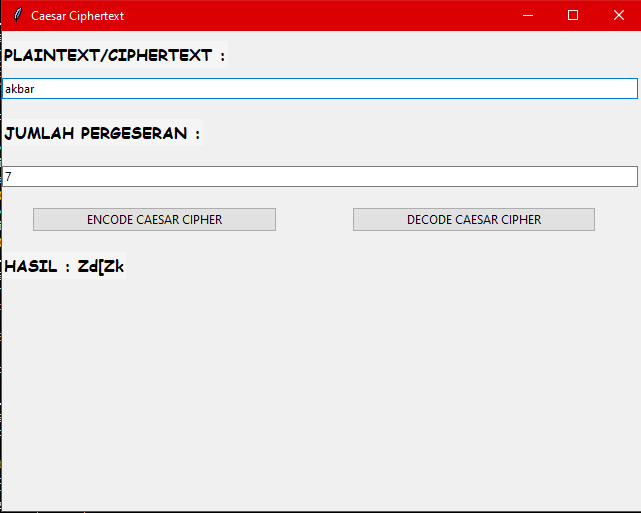 Caesar Ciphertext
PLAINTEXT/CIPHERTEXT :
akbar
JUMLAH PERGESERAN :
7
ENCODE CAESAR CIPHER DECODE CAESAR CIPHER
HASIL : Zd[Zk